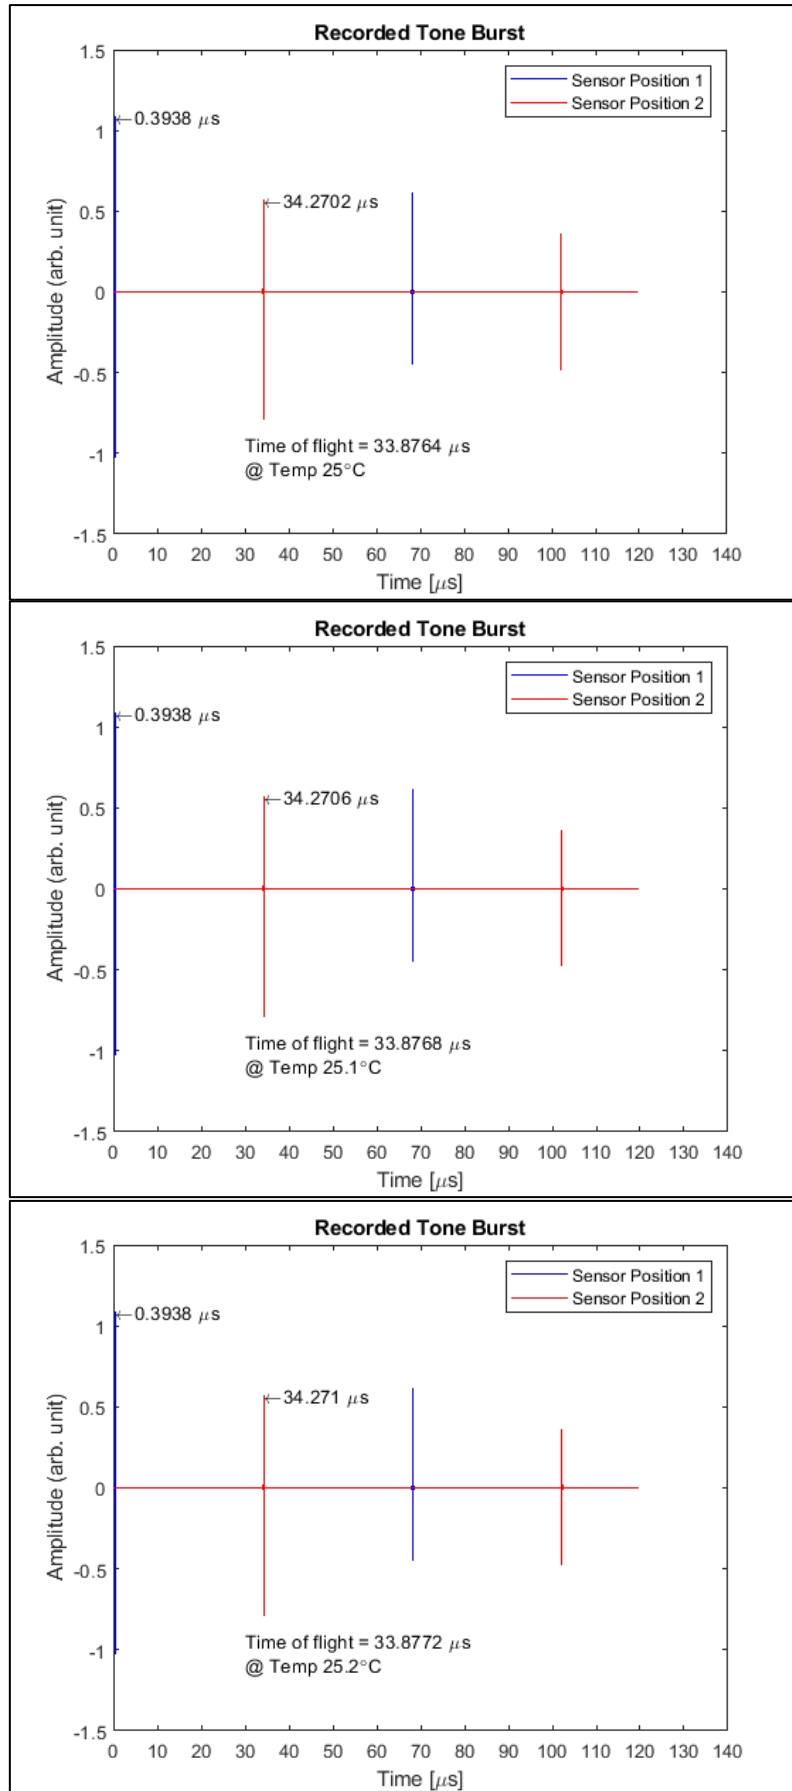 Recorded Tone Burst
1.5
1
0.5
0
-0.5
-1
-1.5
Amplitude (arb. unit)
Sensor Position 1
Sensor Position 2
←0.3938 μs
←34.2702 μs
Time of flight = 33.8764 μs
@ Temp 25°C
0 10 20 30 40 50 60 70 80 90 100 110 120 130 140
Time [μs]
Recorded Tone Burst
1.5
1
0.5
0
-0.5
-1
-1.5
Amplitude (arb. unit)
Sensor Position 1
Sensor Position 2
←0.3938 μs
←34.2706 μs
Time of flight = 33.8768 μs
@ Temp 25.1°C
0 10 20 30 40 50 60 70 80 90 100 110 120 130 140
Time [μs]
Recorded Tone Burst
1.5
1
0.5
0
-0.5
-1
-1.5
Amplitude (arb. unit)
Sensor Position 1
Sensor Position 2
←0.3938 μs
←34.271 μs
Time of flight = 33.8772 μs
@ Temp 25.2°C
0 10 20 30 40 50 60 70 80 90 100 110 120 130 140
Time [μs]